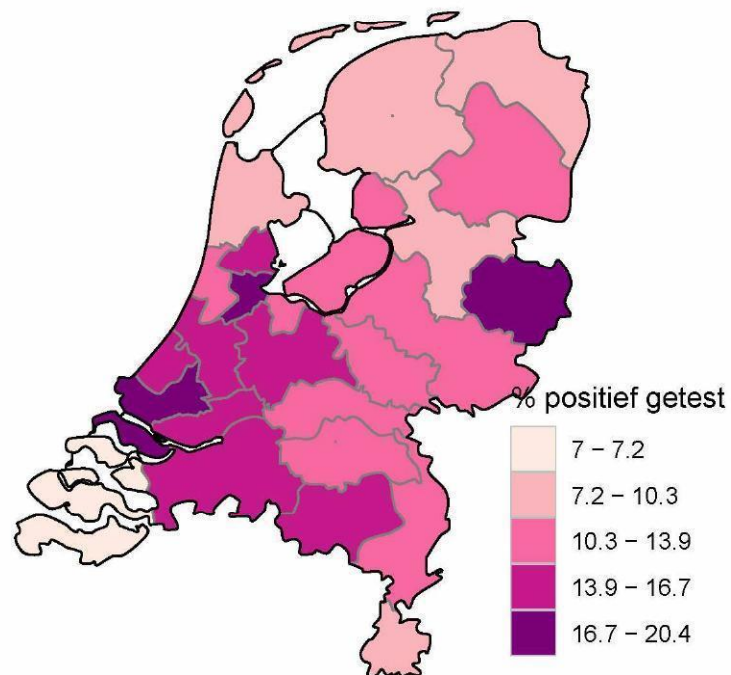 % positief getest
7 − 7.2
7.2 − 10.3
10.3 − 13.9
13.9 − 16.7
16.7 − 20.4